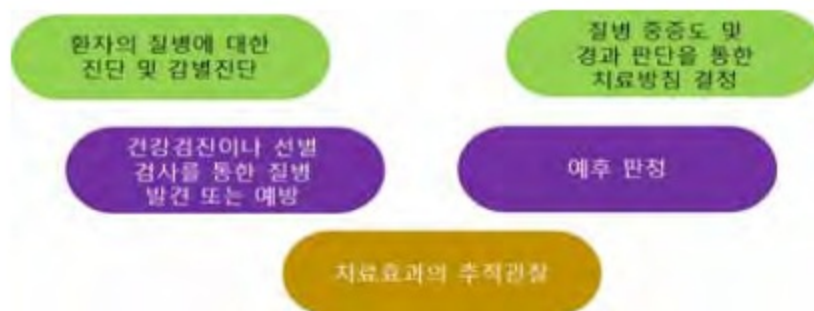 환자의 질병에 대한
진단 및 감별진단
질병 중증도 및
경과 판단을 통한
치료방침 결정
건강검진이나 선별
검사를 통한 질병
발견 또는 예방
예후 판정
치료효과의 추적관찰